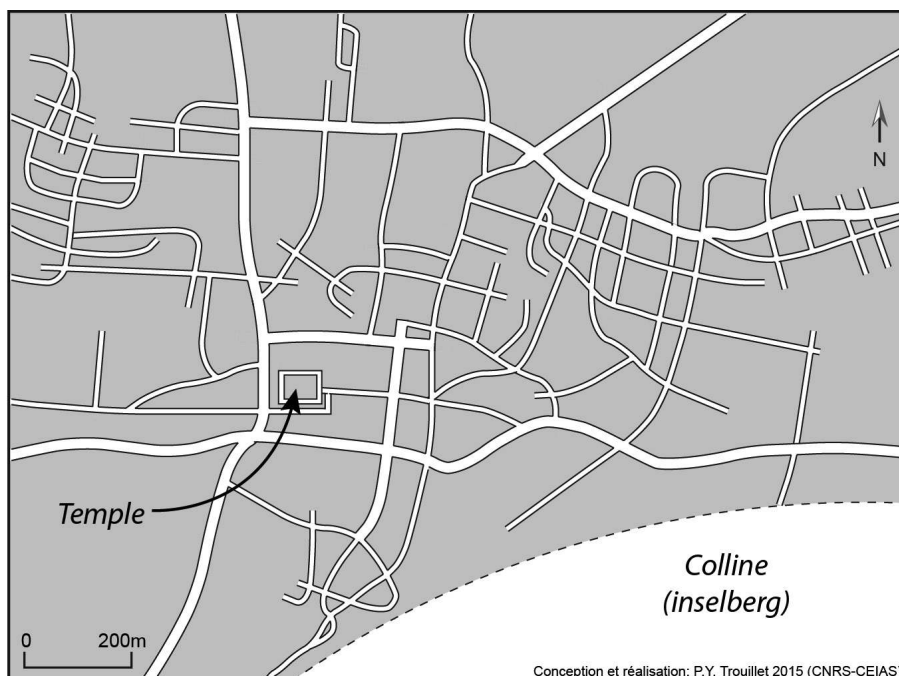 N
Temple
Colline
(inselberg)
0 200m
Conception et réalisation: P.Y. Trouillet 2015 (CNRS-CEIAS)